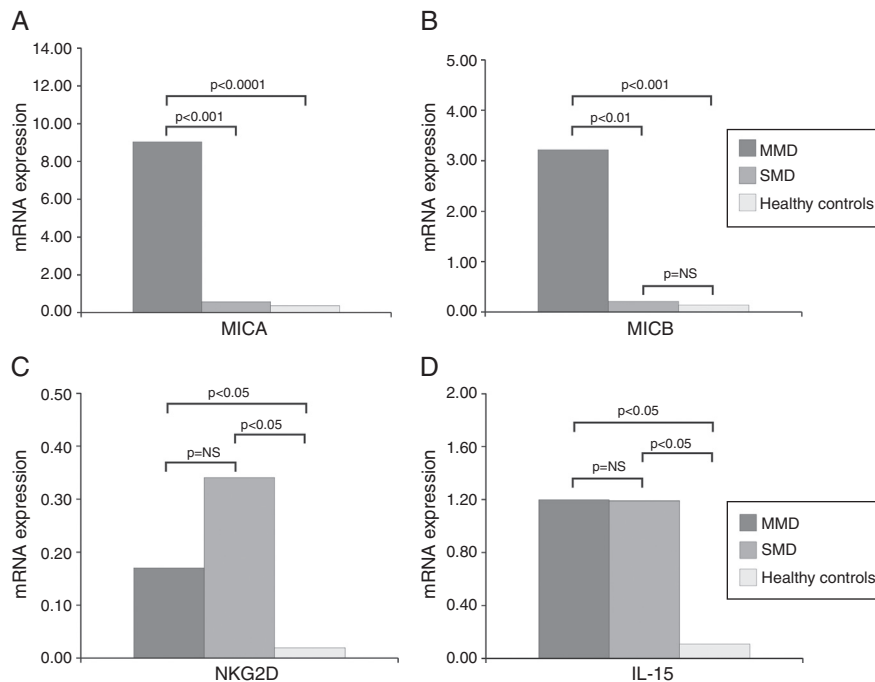 A
14.00
12.00
10.00
8.00
6.00
4.00
2.00
0.00
mRNA expression
p<0.0001
p<0.001
MICA
B
5.00
4.00
3.00
2.00
1.00
0.00
mRNA expression
p<0.001
p<0.01
p=NS
MICB
MMD
SMD
Healthy controls
C
0.50
0.40
0.30
0.20
0.10
0.00
mRNA expression
p<0.05
p<0.05
p=NS
NKG2D
D
2.00
1.60
1.20
0.80
0.40
0.00
mRNA expression
p<0.05
p<0.05
p=NS
IL-15
MMD
SMD
Healthy controls